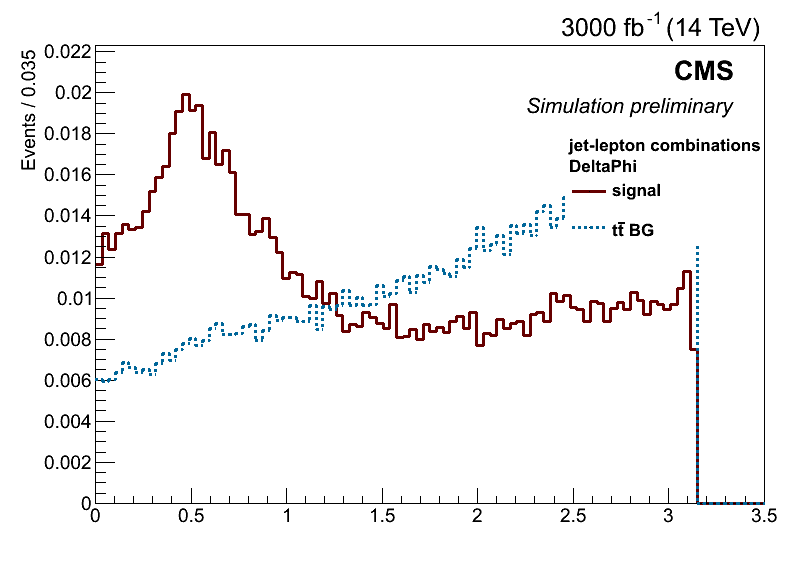 3000 fb-1 (14 TeV)
CMS
Simulation preliminary
jet-lepton combinations
DeltaPhi
signal
tt̅ BG
Events / 0.035
0.022
0.02
0.018
0.016
0.014
0.012
0.01
0.008
0.006
0.004
0.002
0
0 0.5 1 1.5 2 2.5 3 3.5